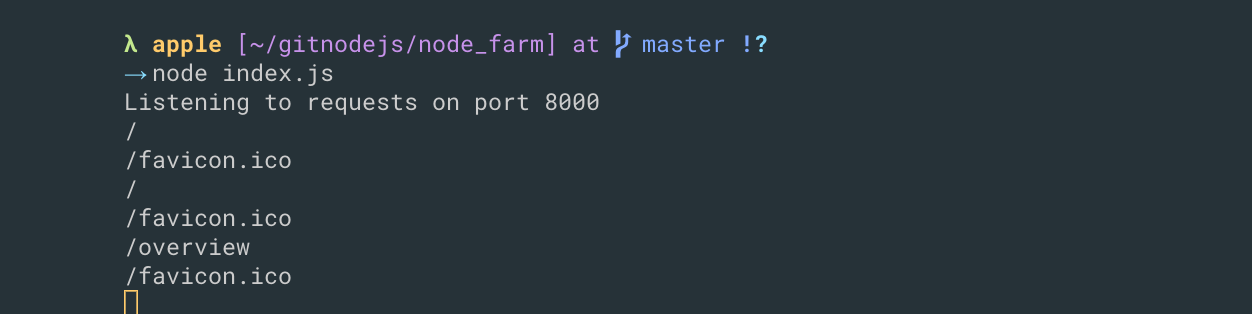 λ apple [~/gitnodejs/node_farm] at master !?
→node index.js
Listening to requests on port 8000
/
/favicon.ico
/
/favicon.ico
/overview
/favicon.ico